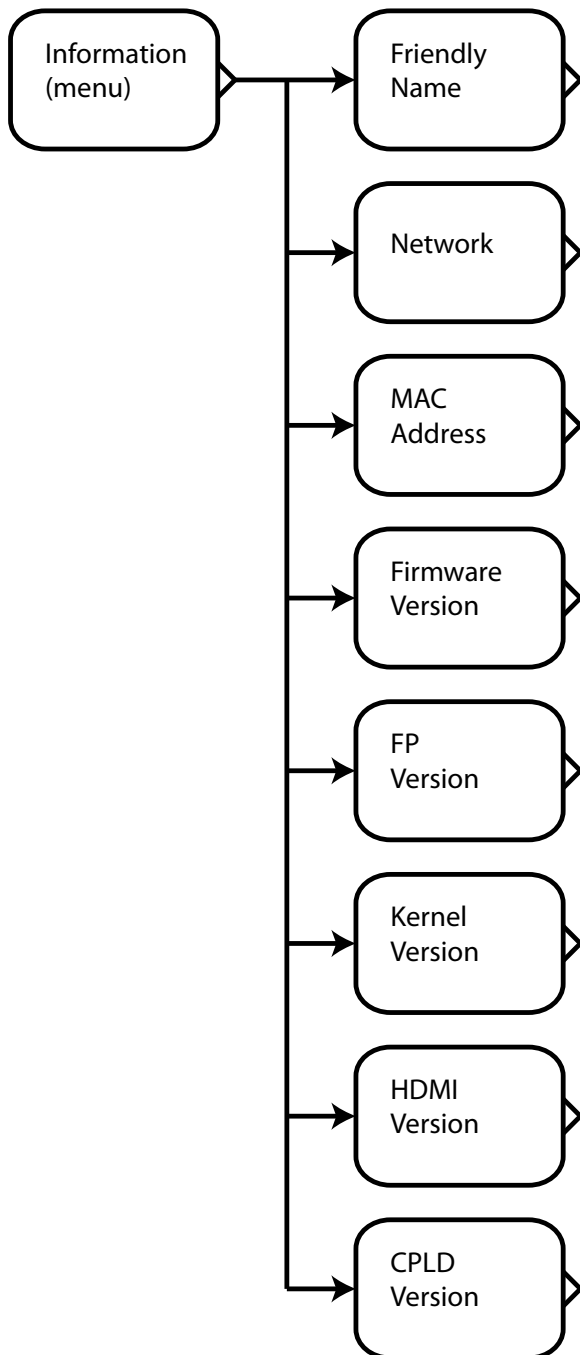 Information
(menu)
Friendly
Name
Network
MAC
Address
Firmware
Version
FP
Version
Kernel
Version
HDMI
Version
CPLD
Version